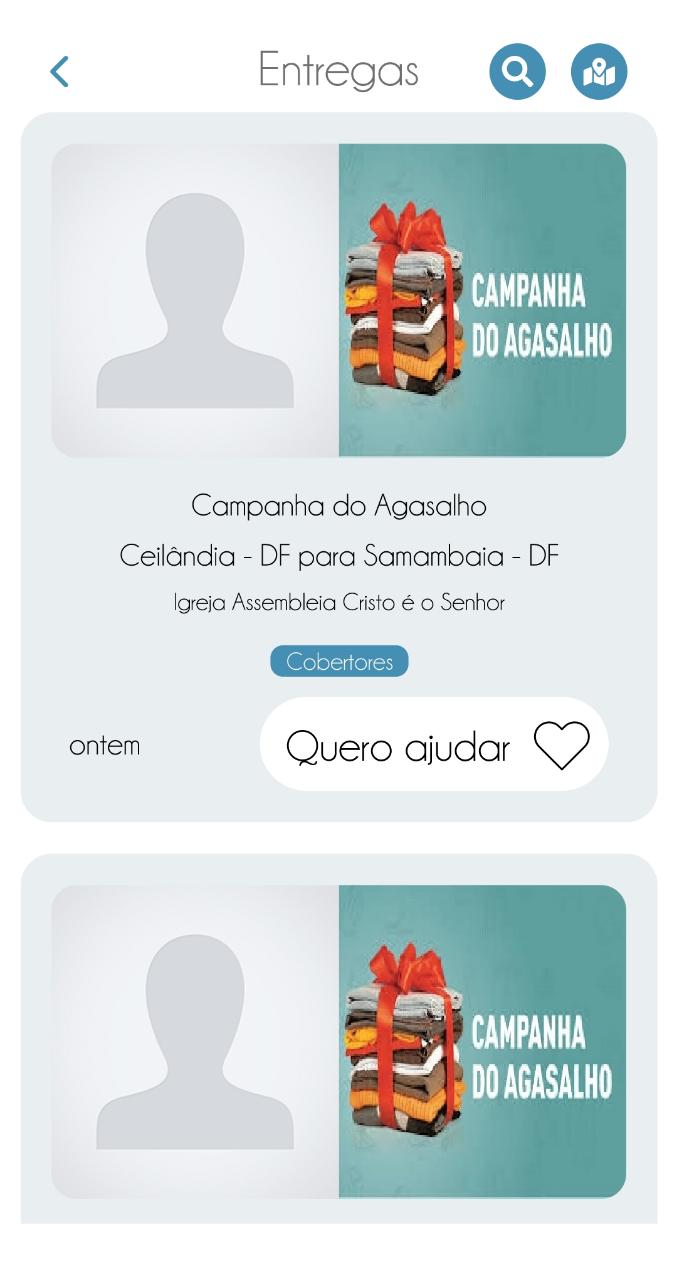 Entregas
CAMPANHA
DO AGASALHO
Campanha do Agasalho
Ceilândia - DF para Samambaia - DF
Igreja Assembleia Cristo é o Senhor
Cobertores
ontem
Quero ajudar
CAMPANHA
DO AGASALHO